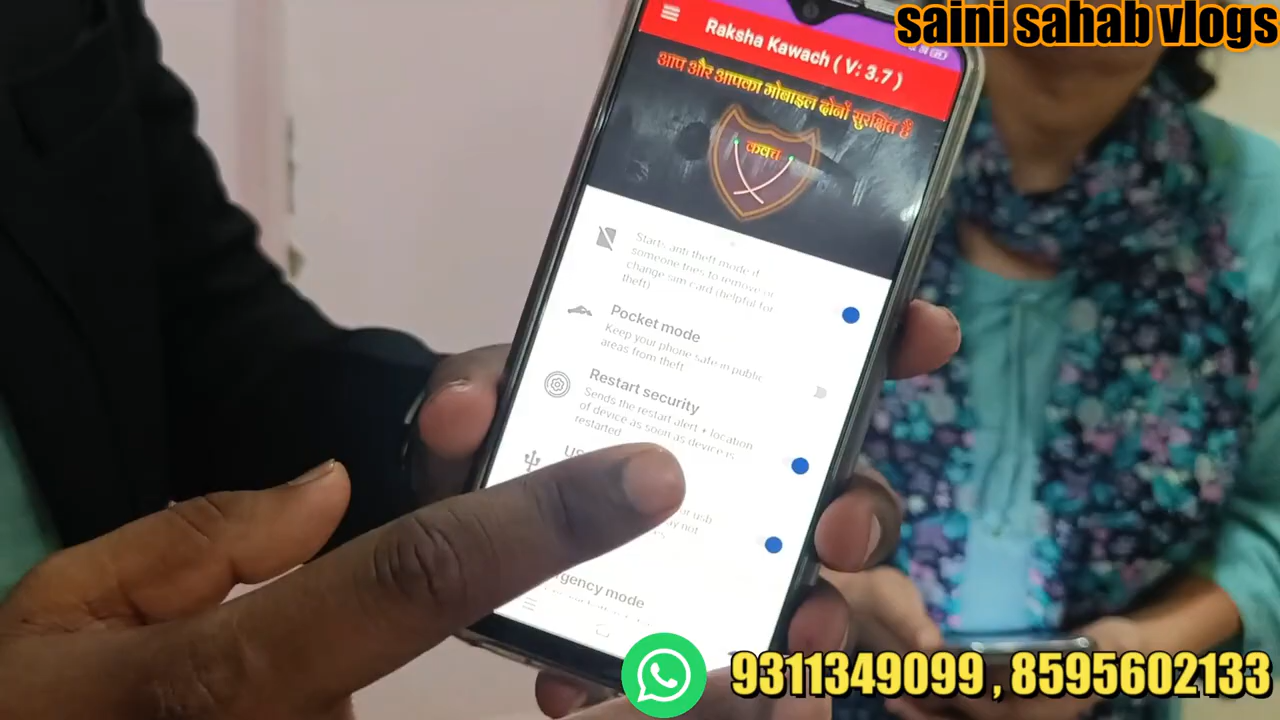 saini sahab vlogs
Raksha Kawach ( V: 3.7 )
आप और आपका मोबाइल दोनों सुरक्षित हैं
कवच
Starts anti theft mode if
someone tries to remove or
change sim card (helpful for
theft)
Pocket mode
Keep your phone safe in public
areas from theft
Restart security
Sends the restart alert + location
of device as soon as device is
restarted
usb
not
mode
9311349099 , 8595602133